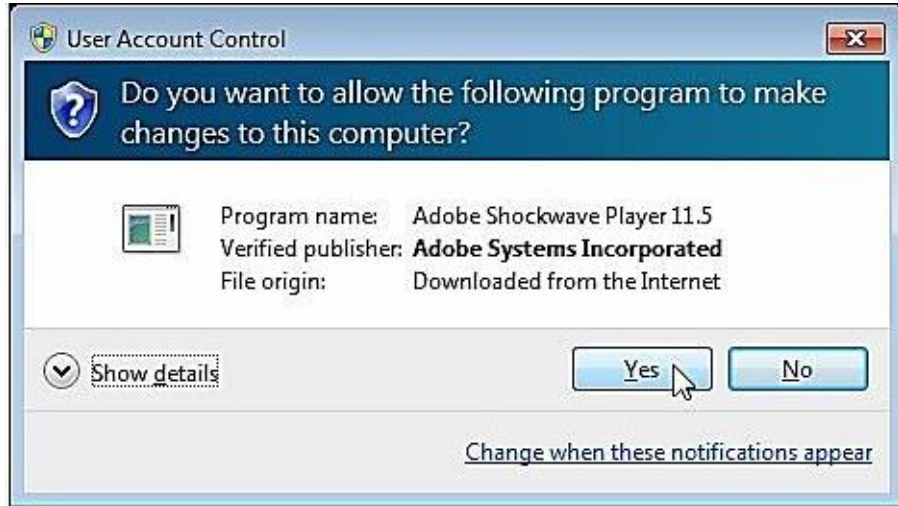 User Account Control
Do you want to allow the following program to make
changes to this computer?
Program name: Adobe Shockwave Player 11.5
Verified publisher: Adobe Systems Incorporated
File origin: Downloaded from the Internet
Show details
Yes
No
Change when these notifications appear